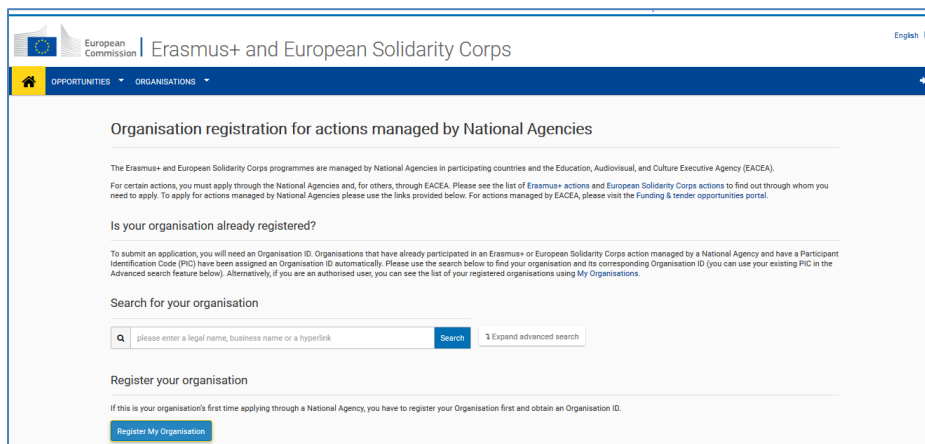 English
European
Commission
Erasmus+ and European Solidarity Corps
OPPORTUNITIES ORGANISATIONS
Organisation registration for actions managed by National Agencies
The Erasmus+ and European Solidarity Corps programmes are managed by National Agencies in participating countries and the Education, Audiovisual, and Culture Executive Agency (EACEA).
For certain actions, you must apply through the National Agencies and, for others, through EACEA. Please see the list of Erasmus+ actions and European Solidarity Corps actions to find out through whom you
need to apply. To apply for actions managed by National Agencies please use the links provided below. For actions managed by EACEA, please visit the Funding & tender opportunities portal.
Is your organisation already registered?
To submit an application, you will need an Organisation ID. Organisations that have already participated in an Erasmus+ or European Solidarity Corps action managed by a National Agency and have a Participant
Identification Code (PIC) have been assigned an Organisation ID automatically. Please use the search below to find your organisation and its corresponding Organisation ID (you can use your existing PIC in the
Advanced search feature below). Alternatively, if you are an authorised user, you can see the list of your registered organisations using My Organisations.
Search for your organisation
please enter a legal name, business name or a hyperlink Search Expand advanced search
Register your organisation
If this is your organisation's first time applying through a National Agency, you have to register your Organisation first and obtain an Organisation ID.
Register My Organisation